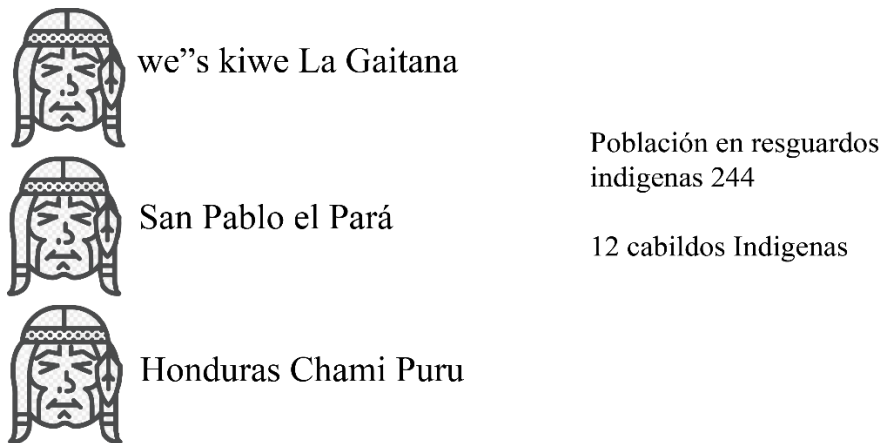 we”s kiwe La Gaitana
San Pablo el Pará
Honduras Chami Puru
Población en resguardos
indigenas 244
12 cabildos Indigenas